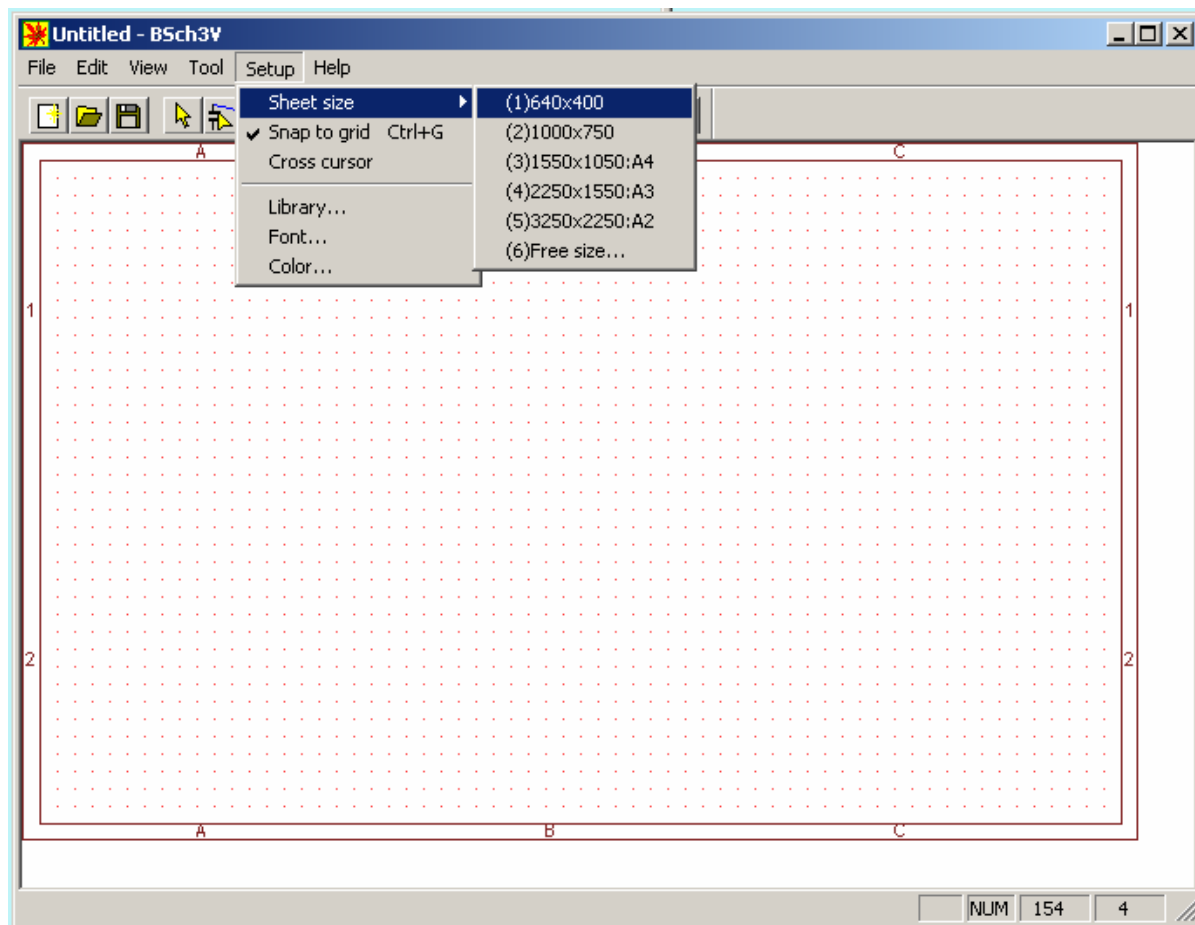 Untitled - BSch3V
File Edit View Tool Setup Help
Sheet size
Snap to grid Ctrl+G
Cross cursor
Library...
Font...
Color...
(1)640x400
(2)1000x750
(3)1550x1050:A4
(4)2250x1550:A3
(5)3250x2250:A2
(6)Free size...
A C
1 1
2 2
A B C
NUM 154 4